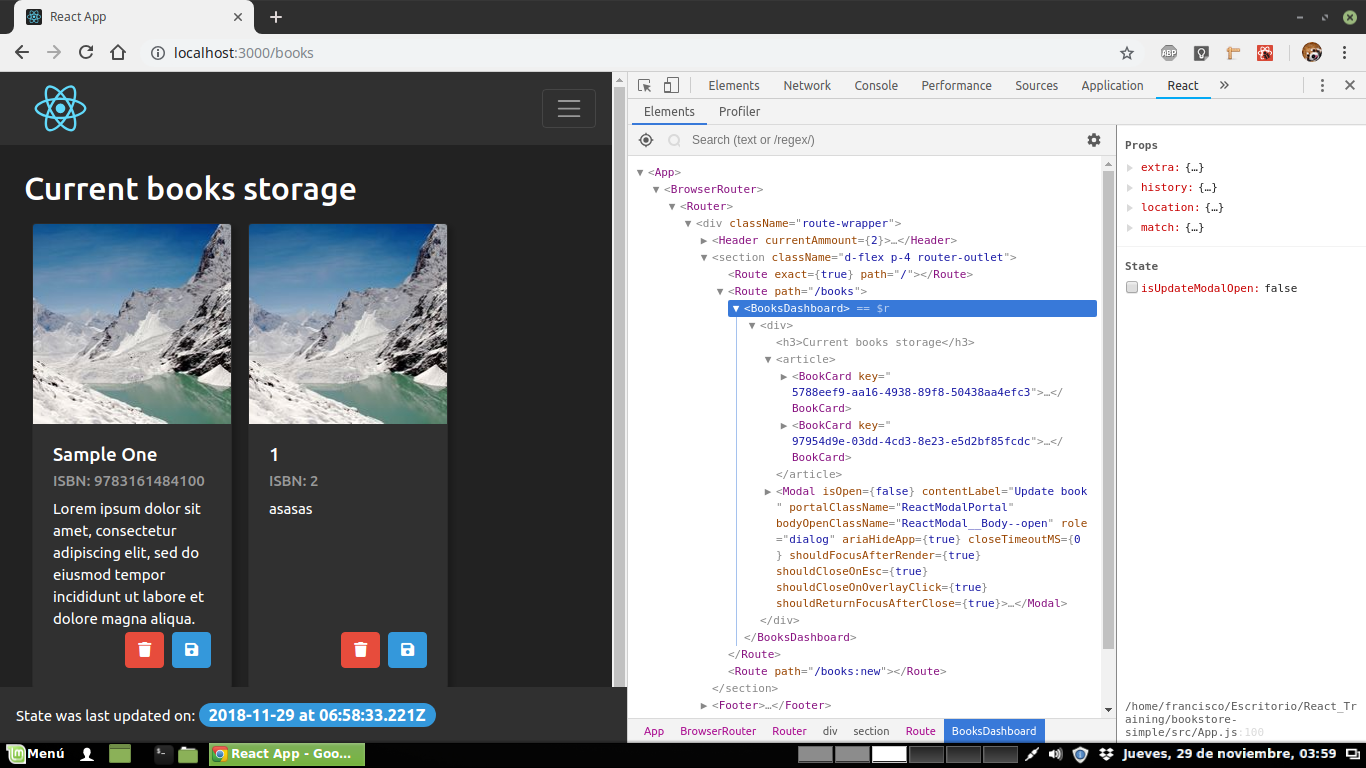 React App
localhost:3000/books
ABP
Current books storage
Sample One
ISBN: 9783161484100
Lorem ipsum dolor sit
amet, consectetur
adipiscing elit, sed do
eiusmod tempor
incididunt ut labore et
dolore magna aliqua.
1
ISBN: 2
asasas
State was last updated on: 2018-11-29 at 06:58:33.221Z
Elements Network Console Performance Sources Application React »
Elements Profiler
Search (text or /regex/)
▼<App>
▼<BrowserRouter>
▼<Router>
▼<div className="route-wrapper">
▶<Header currentAmmount={2}>…</Header>
▼<section className="d-flex p-4 router-outlet">
<Route exact={true} path="/"></Route>
▼<Route path="/books">
▼<BooksDashboard> == $r
▼<div>
<h3>Current books storage</h3>
▼<article>
▶<BookCard key="
5788eef9-aa16-4938-89f8-50438aa4efc3">…</
BookCard>
▶<BookCard key="
97954d9e-03dd-4cd3-8e23-e5d2bf85fcdc">…</
BookCard>
</article>
▶<Modal isOpen={false} contentLabel="Update book
" portalClassName="ReactModalPortal"
bodyOpenClassName="ReactModal__Body--open" role
="dialog" ariaHideApp={true} closeTimeoutMS={0
} shouldFocusAfterRender={true}
shouldCloseOnEsc={true}
shouldCloseOnOverlayClick={true}
shouldReturnFocusAfterClose={true}>…</Modal>
</div>
</BooksDashboard>
</Route>
<Route path="/books:new"></Route>
</section>
▶<Footer>…</Footer>
App BrowserRouter Router div section Route BooksDashboard
Props
extra: {…}
history: {…}
location: {…}
match: {…}
State
isUpdateModalOpen: false
/home/francisco/Escritorio/React_Tr
aining/bookstore-
simple/src/App.js:100
Menú
React App - Goo...
Jueves, 29 de noviembre, 03:59